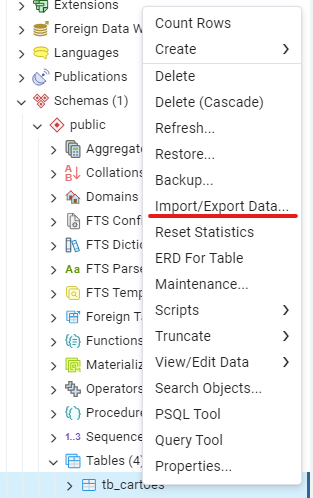 Extensions
Foreign Data W
Languages
Publications
Schemas (1)
public
Aggregate
Collations
Domains
FTS Conf
FTS Dictio
FTS Parse
FTS Temp
Foreign Ta
Functions
Materializ
Operators
Procedure
1..3 Sequence
Tables (4)
tb_cartoes
Count Rows
Create
Delete
Delete (Cascade)
Refresh...
Restore...
Backup...
Import/Export Data...
Reset Statistics
ERD For Table
Maintenance...
Scripts
Truncate
View/Edit Data
Search Objects...
PSQL Tool
Query Tool
Properties...